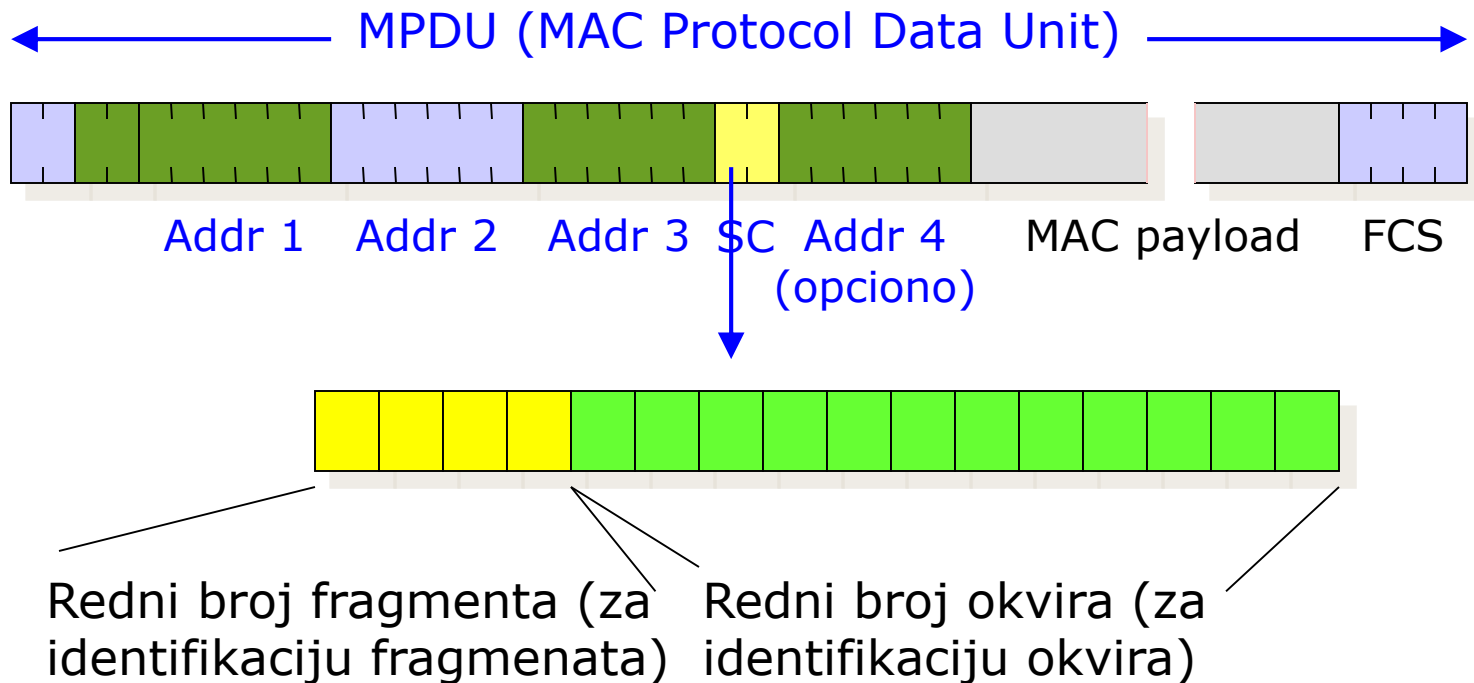 MPDU (MAC Protocol Data Unit)
Addr 1 Addr 2 Addr 3 SC Addr 4 MAC payload FCS
(opciono)
Redni broj fragmenta (za Redni broj okvira (za
identifikaciju fragmenata) identifikaciju okvira)